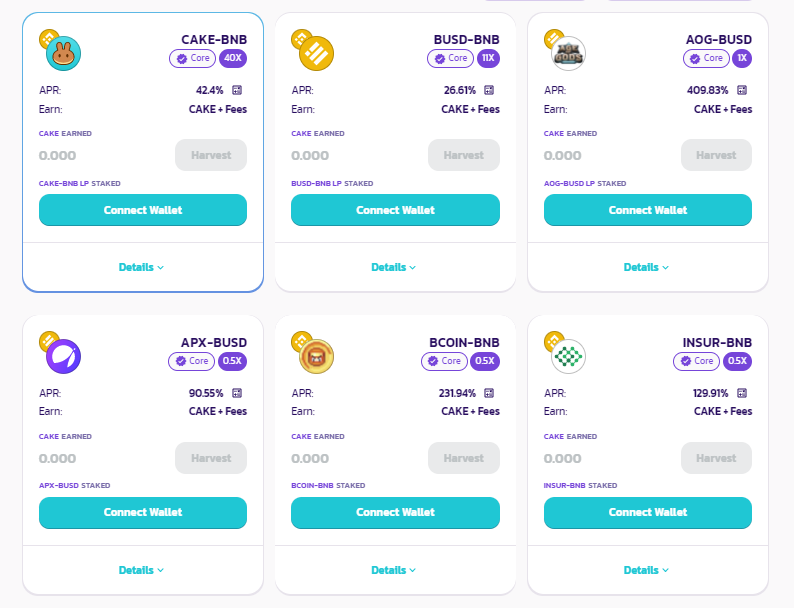 CAKE-BNB
Core 40X
APR: 42.4%
Earn: CAKE + Fees
CAKE EARNED
0.000 Harvest
CAKE-BNB LP STAKED
Connect Wallet
Details
BUSD-BNB
Core 11X
APR: 26.61%
Earn: CAKE + Fees
CAKE EARNED
0.000 Harvest
BUSD-BNB LP STAKED
Connect Wallet
Details
AOG-BUSD
Core 1X
APR: 409.83%
Earn: CAKE + Fees
CAKE EARNED
0.000 Harvest
AOG-BUSD LP STAKED
Connect Wallet
Details
APX-BUSD
Core 0.5X
APR: 90.55%
Earn: CAKE + Fees
CAKE EARNED
0.000 Harvest
APX-BUSD STAKED
Connect Wallet
Details
BCOIN-BNB
Core 0.5X
APR: 231.94%
Earn: CAKE + Fees
CAKE EARNED
0.000 Harvest
BCOIN-BNB STAKED
Connect Wallet
Details
INSUR-BNB
Core 0.5X
APR: 129.91%
Earn: CAKE + Fees
CAKE EARNED
0.000 Harvest
INSUR-BNB STAKED
Connect Wallet
Details